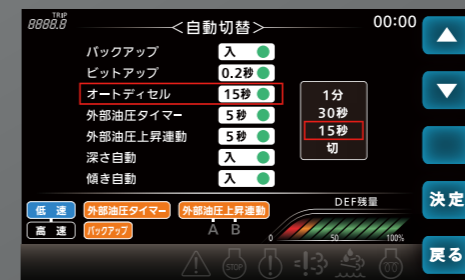 TRIP
8888.8
＜自動切替＞
00:00
バックアップ 入
ピットアップ 0.2秒
オートディセル 15秒
外部油圧タイマー 5秒
外部油圧上昇連動 5秒
深さ自動 入
傾き自動 入
1分
30秒
15秒
切
決定
戻る
低 速 外部油圧タイマー 外部油圧上昇連動
高 速 バックアップ A B
DEF残量
0 50 100%
STOP